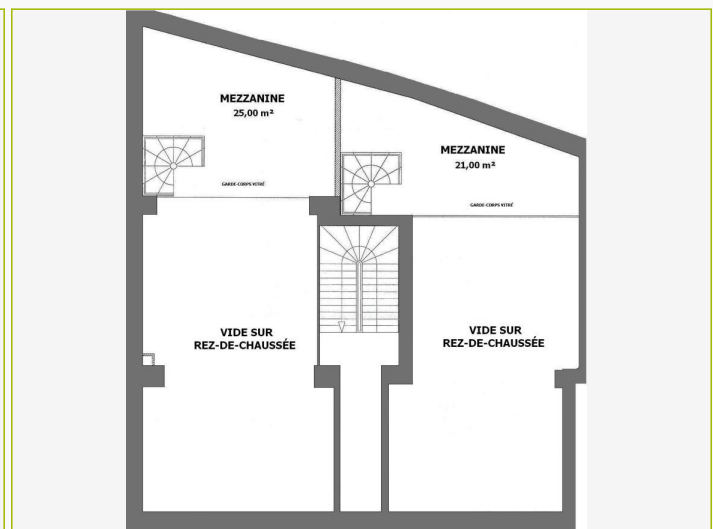 MEZZANINE
25,00 m²
MEZZANINE
21,00 m²
GARDE-CORPS VITRÉ
GARDE-CORPS VITRÉ
VIDE SUR
REZ-DE-CHAUSSÉE
VIDE SUR
REZ-DE-CHAUSSÉE